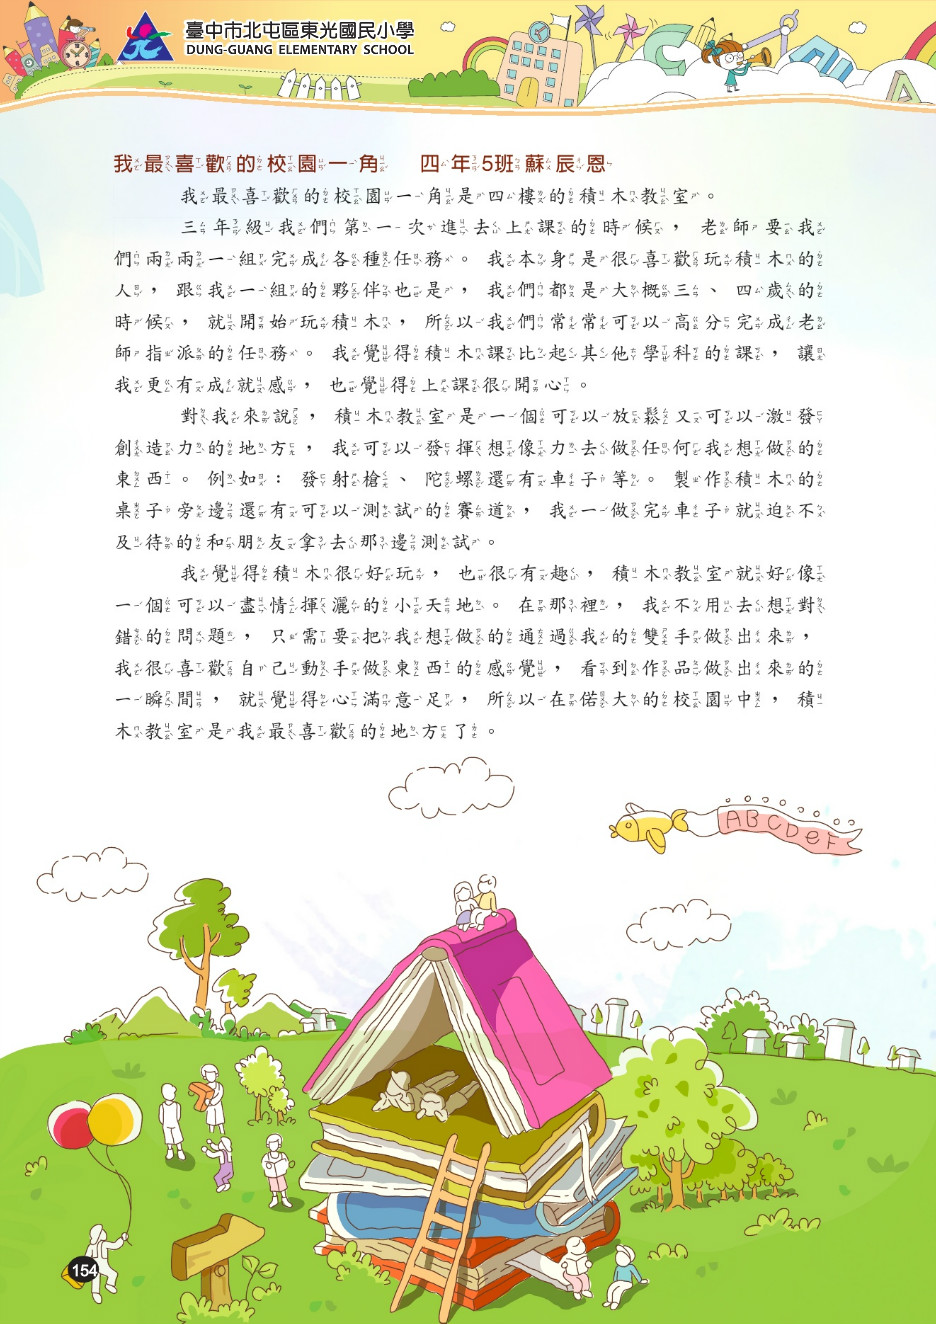 臺中市北屯區東光國民小學
DUNG-GUANG ELEMENTARY SCHOOL
我最喜歡的校園一角 四年5班蘇辰恩
我最喜歡的校園一角是四樓的積木教室。
三年級我們第一次進去上課的時候，老師要我
們兩兩一組完成各種任務。我本身是很喜歡玩積木的
人，跟我一組的夥伴也是，我們都是大概三、四歲的
時候，就開始玩積木，所以我們常常可以高分完成老
師指派的任務。我覺得積木課比起其他學科的課，讓
我更有成就感，也覺得上課很開心。
對我來說，積木教室是一個可以放鬆又可以激發
創造力的地方，我可以發揮想像力去做任何我想做的
東西。例如：發射槍、陀螺還有車子等。製作積木的
桌子旁邊還有可以測試的賽道，我一做完車子就迫不
及待的和朋友拿去那邊測試。
我覺得積木很好玩，也很有趣，積木教室就好像
一個可以盡情揮灑的小天地。在那裡，我不用去想對
錯的問題，只需要把我想做的通過我的雙手做出來，
我很喜歡自己動手做東西的感覺，看到作品做出來的
一瞬間，就覺得心滿意足，所以在偌大的校園中，積
木教室是我最喜歡的地方了。
ABCDeF
154